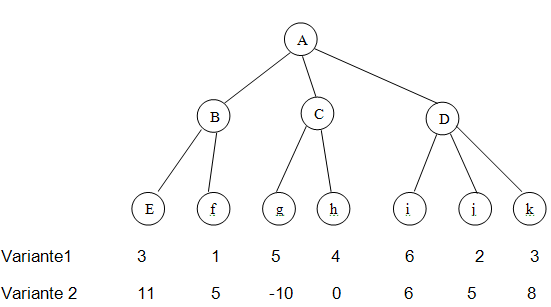 A
B C D
E f g h i j k
Variante1 3 1 5 4 6 2 3
Variante 2 11 5 -10 0 6 5 8